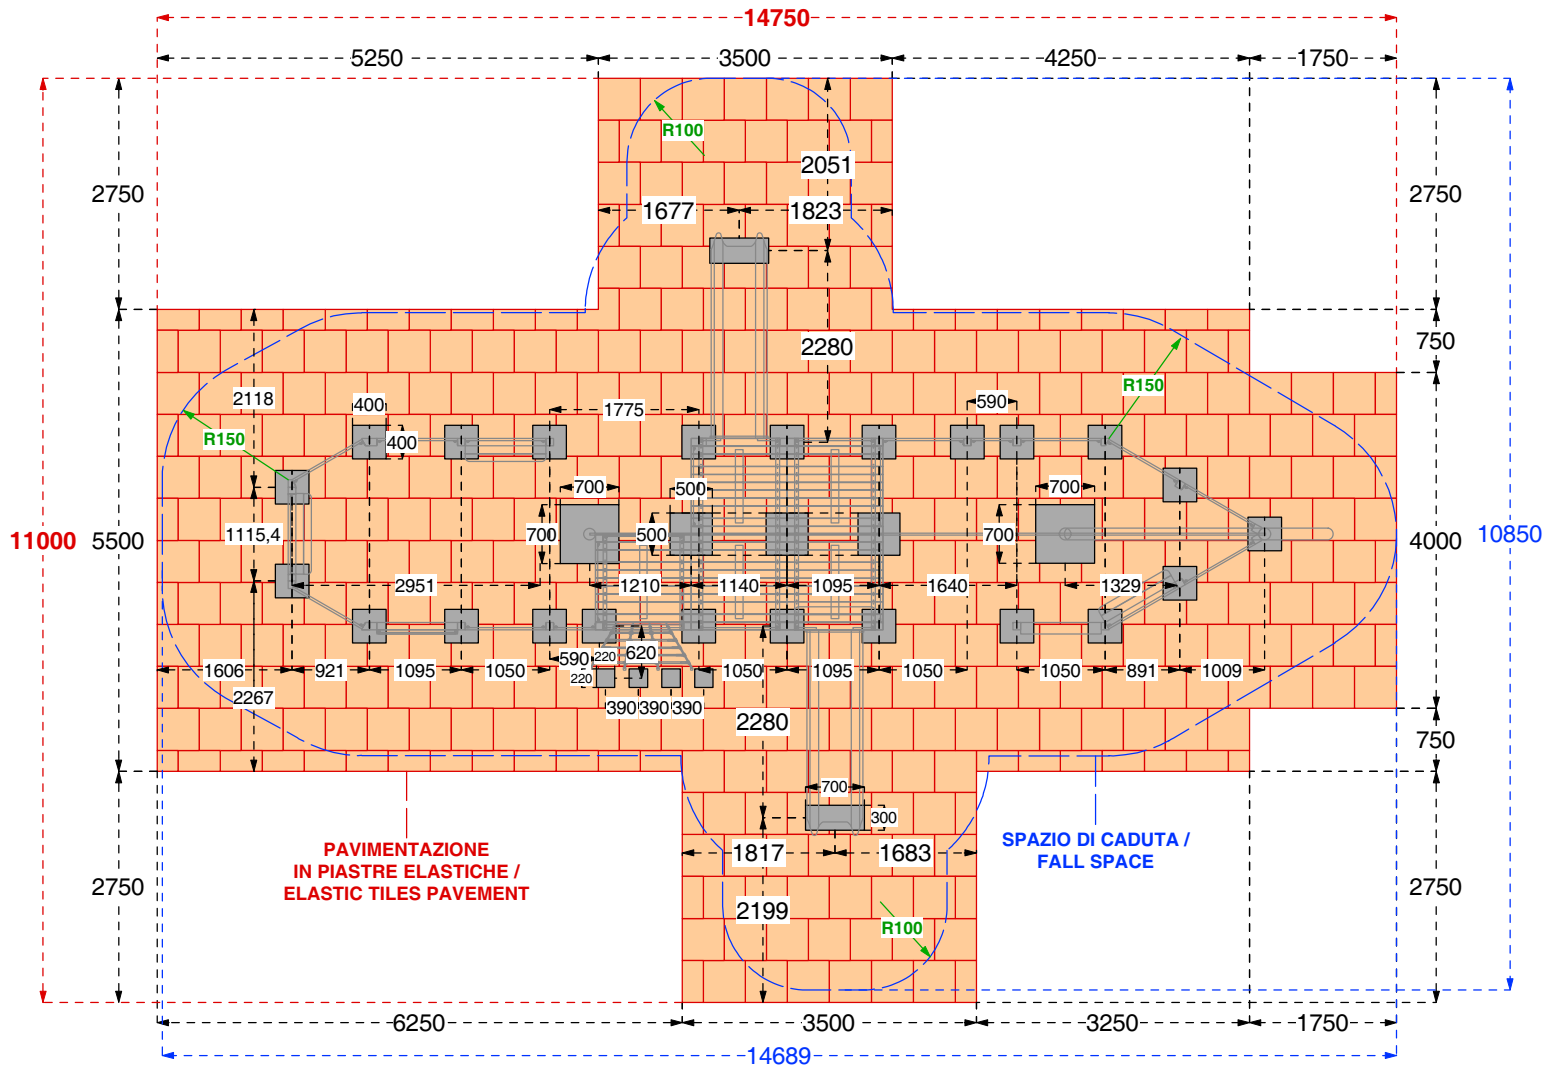 14750
5250 3500 4250 1750
R100
2051
2750 2750
1677 1823
2280 750
R150
2118 400 1775 590
R150 400
700 500 700
11000 5500 1115,4 700 500 700 4000 10850
2951 1210 1140 1095 1640 1329
1606 921 1095 1050 590 220 620 1050 1095 1050 1050 891 1009
220
2267 390 390 390
2280 750
700
300
PAVIMENTAZIONE
IN PIASTRE ELASTICHE /
ELASTIC TILES PAVEMENT
SPAZIO DI CADUTA /
FALL SPACE
1817 1683
2750 2199 2750
R100
6250 3500 3250 1750
14689